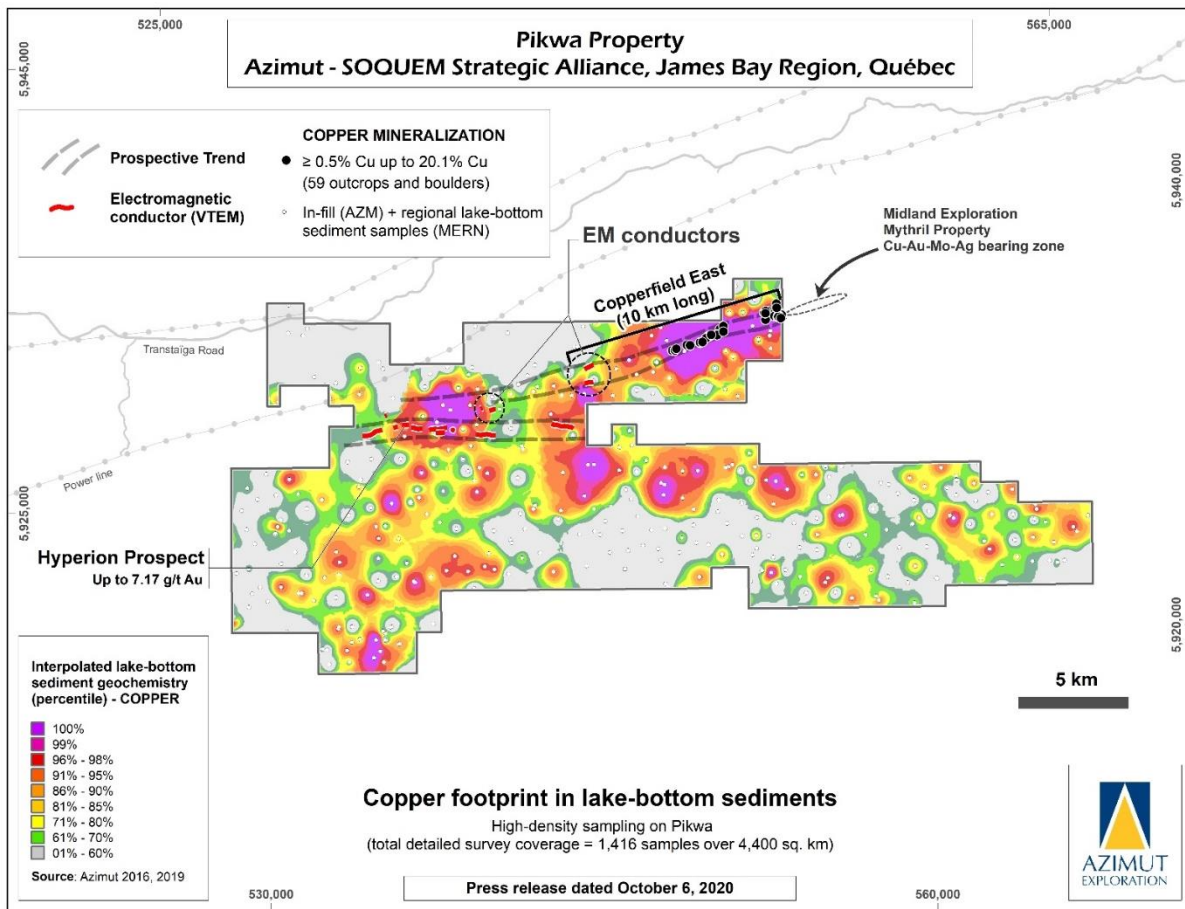 525,000
565,000
Pikwa Property
Azimut - SOQUEM Strategic Alliance, James Bay Region, Québec
5,945,000
5,940,000
Prospective Trend
Electromagnetic
conductor (VTEM)
COPPER MINERALIZATION
≥ 0.5% Cu up to 20.1% Cu
(59 outcrops and boulders)
In-fill (AZM) + regional lake-bottom
sediment samples (MERN)
EM conductors
Midland Exploration
Mythril Property
Cu-Au-Mo-Ag bearing zone
Copperfield East
(10 km long)
Transtaïga Road
Power line
5,925,000
Hyperion Prospect
Up to 7.17 g/t Au
5,920,000
Interpolated lake-bottom
sediment geochemistry
(percentile) - COPPER
100%
99%
96% - 98%
91% - 95%
86% - 90%
81% - 85%
71% - 80%
61% - 70%
01% - 60%
Source: Azimut 2016, 2019
5 km
Copper footprint in lake-bottom sediments
High-density sampling on Pikwa
(total detailed survey coverage = 1,416 samples over 4,400 sq. km)
Press release dated October 6, 2020
AZIMUT
EXPLORATION
530,000
560,000